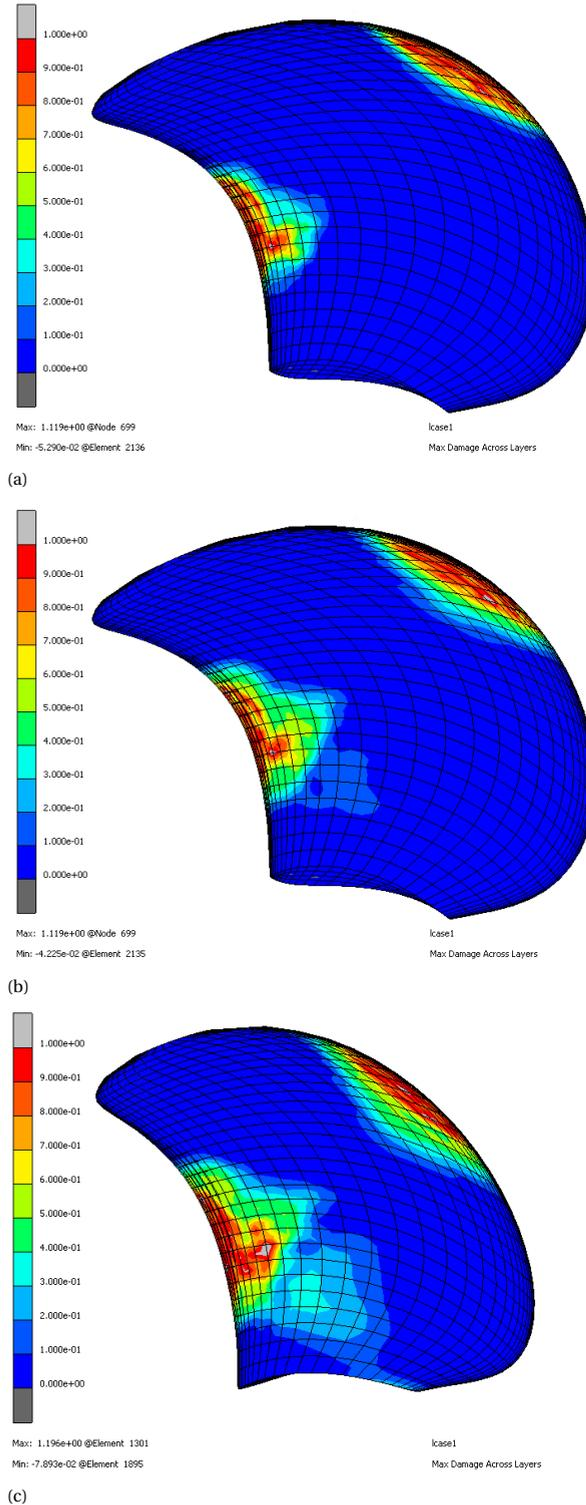 1.000e+00
9.000e-01
8.000e-01
7.000e-01
6.000e-01
5.000e-01
4.000e-01
3.000e-01
2.000e-01
1.000e-01
0.000e+00
Max: 1.119e+00 @Node 699
lcase1
Min: -5.290e-02 @Element 2136
Max Damage Across Layers
(a)
1.000e+00
9.000e-01
8.000e-01
7.000e-01
6.000e-01
5.000e-01
4.000e-01
3.000e-01
2.000e-01
1.000e-01
0.000e+00
Max: 1.119e+00 @Node 699
lcase1
Min: -4.225e-02 @Element 2135
Max Damage Across Layers
(b)
1.000e+00
9.000e-01
8.000e-01
7.000e-01
6.000e-01
5.000e-01
4.000e-01
3.000e-01
2.000e-01
1.000e-01
0.000e+00
Max: 1.196e+00 @Element 1301
lcase1
Min: -7.893e-02 @Element 1895
Max Damage Across Layers
(c)